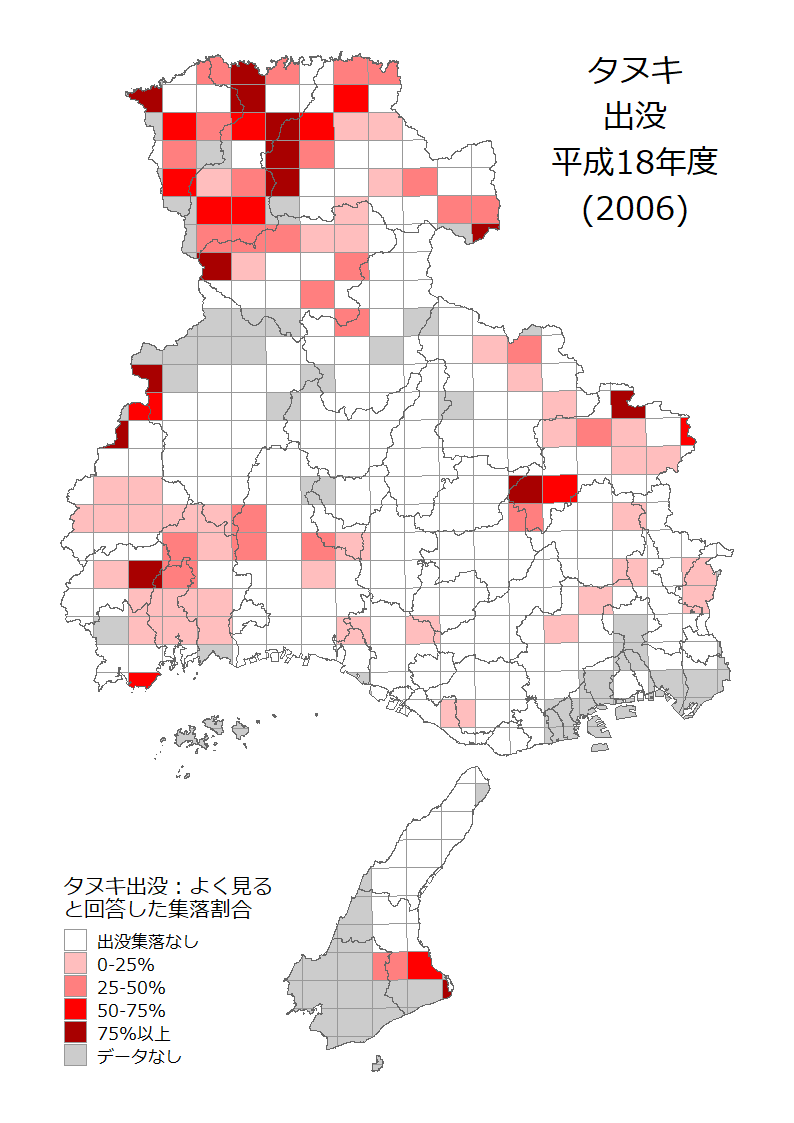 タヌキ
出没
平成18年度
(2006)
タヌキ出没：よく見る
と回答した集落割合
出没集落なし
0-25%
25-50%
50-75%
75%以上
データなし